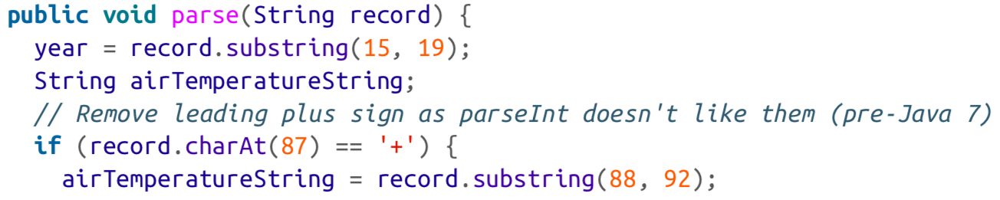 public void parse(String record) {
  year = record.substring(15, 19);
  String airTemperatureString;
  // Remove leading plus sign as parseInt doesn't like them (pre-Java 7)
  if (record.charAt(87) == '+') {
    airTemperatureString = record.substring(88, 92);